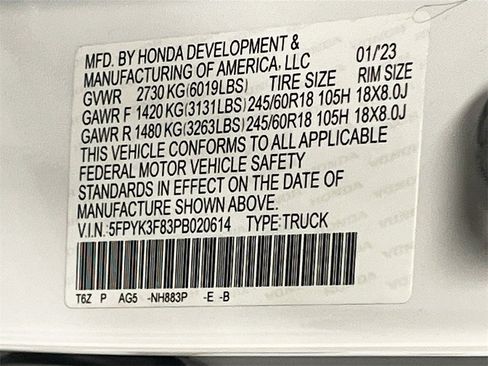 MFD. BY HONDA DEVELOPMENT &
MANUFACTURING OF AMERICA, LLC 01/'23
GVWR 2730 KG(6019LBS) TIRE SIZE RIM SIZE
GAWR F 1420 KG(3131LBS) 245/60R18 105H 18X8.0J
GAWR R 1480 KG(3263LBS) 245/60R18 105H 18X8.0J
THIS VEHICLE CONFORMS TO ALL APPLICABLE
FEDERAL MOTOR VEHICLE SAFETY
STANDARDS IN EFFECT ON THE DATE OF
MANUFACTURE SHOWN ABOVE.
V.I.N.:5FPYK3F83PB020614 TYPE:TRUCK
T6Z P AG5 -NH883P -E -B